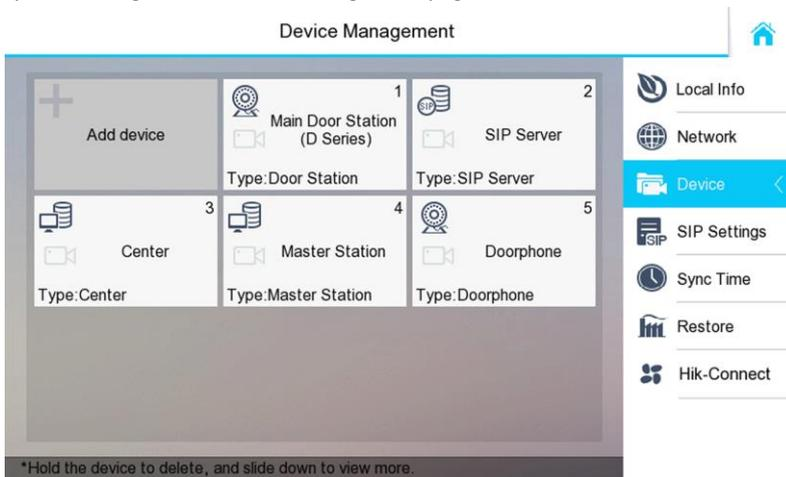 Device Management
Add device
1
Main Door Station
(D Series)
Type:Door Station
2
SIP
SIP Server
Type:SIP Server
3
Center
Type:Center
4
Master Station
Type:Master Station
5
Doorphone
Type:Doorphone
*Hold the device to delete, and slide down to view more.
Local Info
Network
Device
SIP
SIP Settings
Sync Time
Restore
Hik-Connect